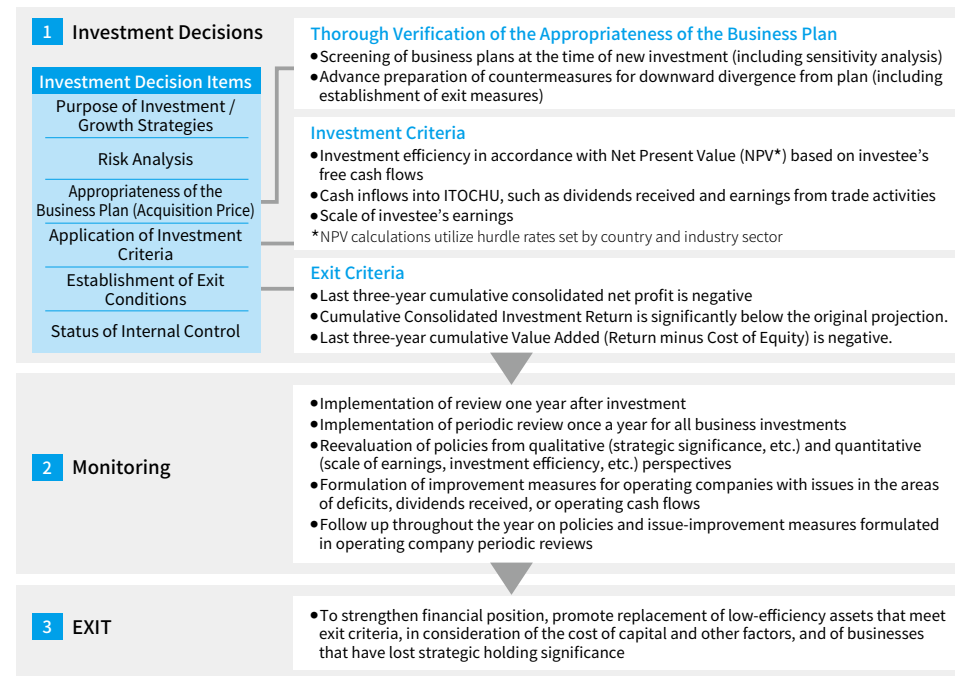 1 Investment Decisions
Investment Decision Items
Purpose of Investment /
Growth Strategies
Risk Analysis
Appropriateness of the
Business Plan (Acquisition Price)
Application of Investment
Criteria
Establishment of Exit
Conditions
Status of Internal Control
Thorough Verification of the Appropriateness of the Business Plan
●Screening of business plans at the time of new investment (including sensitivity analysis)
●Advance preparation of countermeasures for downward divergence from plan (including
establishment of exit measures)
Investment Criteria
●Investment efficiency in accordance with Net Present Value (NPV★) based on investee’s
free cash flows
●Cash inflows into ITOCHU, such as dividends received and earnings from trade activities
●Scale of investee’s earnings
★NPV calculations utilize hurdle rates set by country and industry sector
Exit Criteria
●Last three-year cumulative consolidated net profit is negative
●Cumulative Consolidated Investment Return is significantly below the original projection.
●Last three-year cumulative Value Added (Return minus Cost of Equity) is negative.
2 Monitoring
●Implementation of review one year after investment
●Implementation of periodic review once a year for all business investments
●Reevaluation of policies from qualitative (strategic significance, etc.) and quantitative
(scale of earnings, investment efficiency, etc.) perspectives
●Formulation of improvement measures for operating companies with issues in the areas
of deficits, dividends received, or operating cash flows
●Follow up throughout the year on policies and issue-improvement measures formulated
in operating company periodic reviews
3 EXIT
●To strengthen financial position, promote replacement of low-efficiency assets that meet
exit criteria, in consideration of the cost of capital and other factors, and of businesses
that have lost strategic holding significance